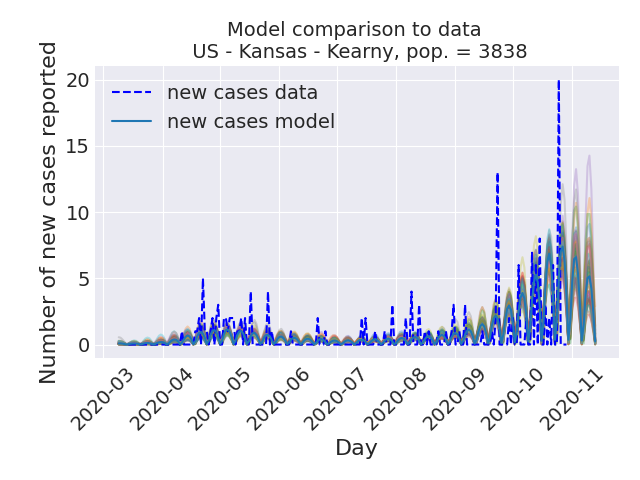 Model comparison to data
US - Kansas - Kearny, pop. = 3838
Number of new cases reported
20
15
10
5
0
new cases data
new cases model
2020-03
2020-04
2020-05
2020-06
2020-07
2020-08
2020-09
2020-10
2020-11
Day